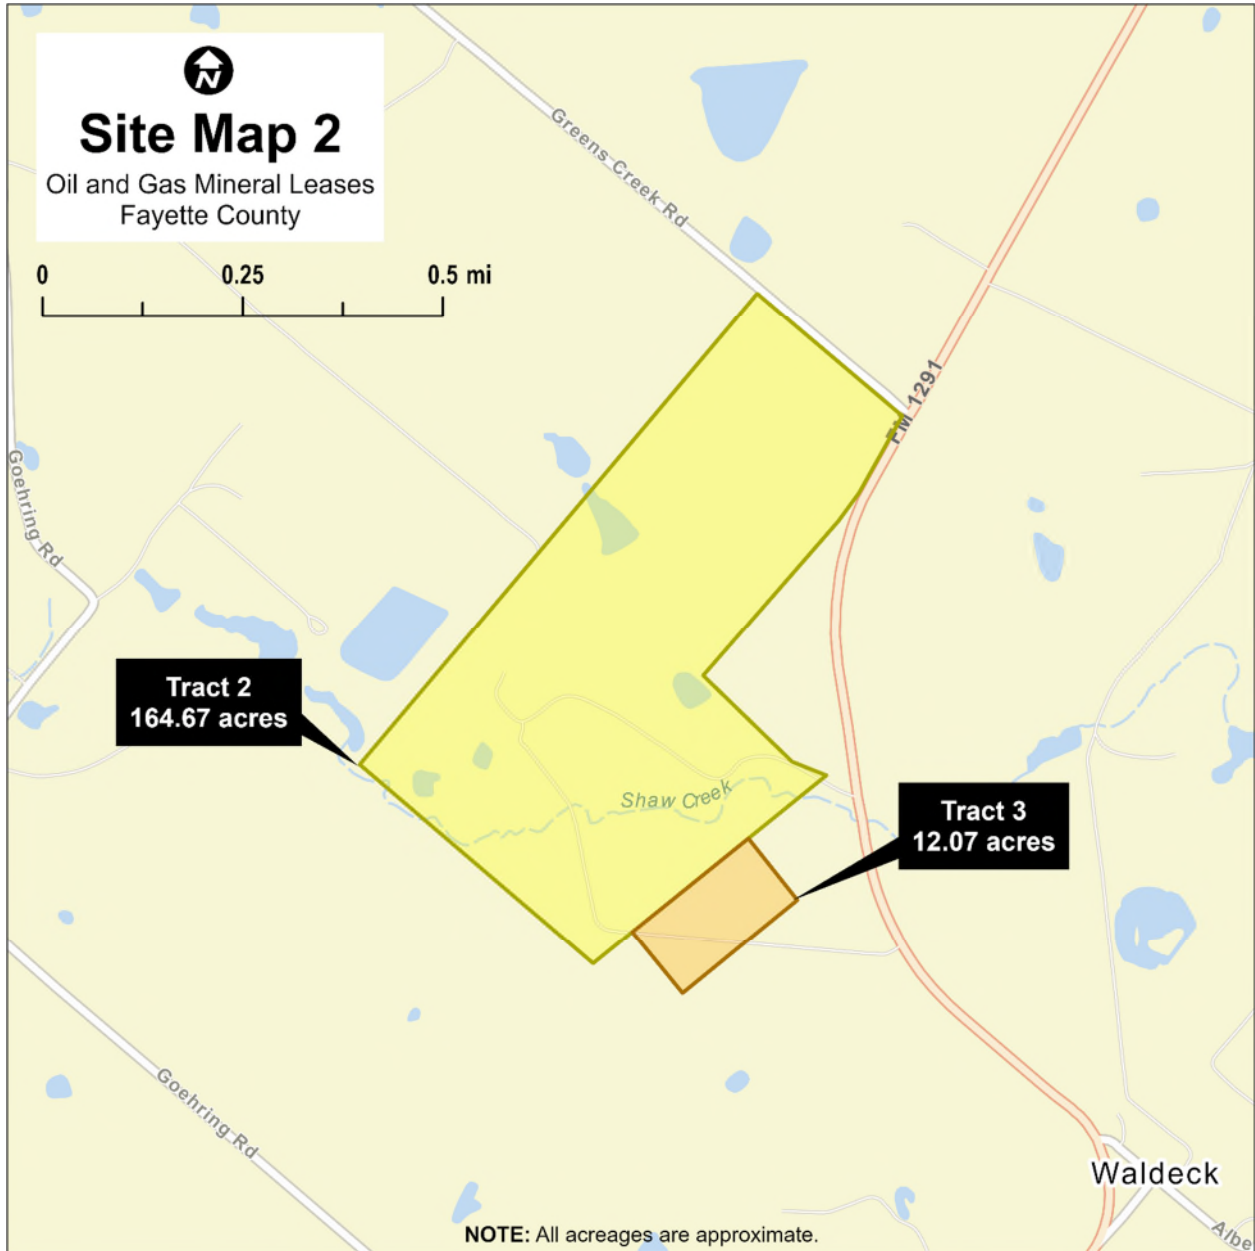 N
Site Map 2
Oil and Gas Mineral Leases
Fayette County
0 0.25 0.5 mi
Greens Creek Rd
FM 1291
Goehring Rd
Tract 2
164.67 acres
Shaw Creek
Tract 3
12.07 acres
Goehring Rd
Waldeck
Albe
NOTE: All acreages are approximate.